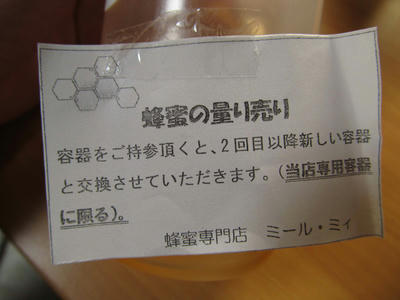 蜂蜜の量り売り
容器をご持参頂くと、2回目以降新しい容器
と交換させていただきます。（当店専用容器
に限る）。
蜂蜜専門店　ミール・ミィ